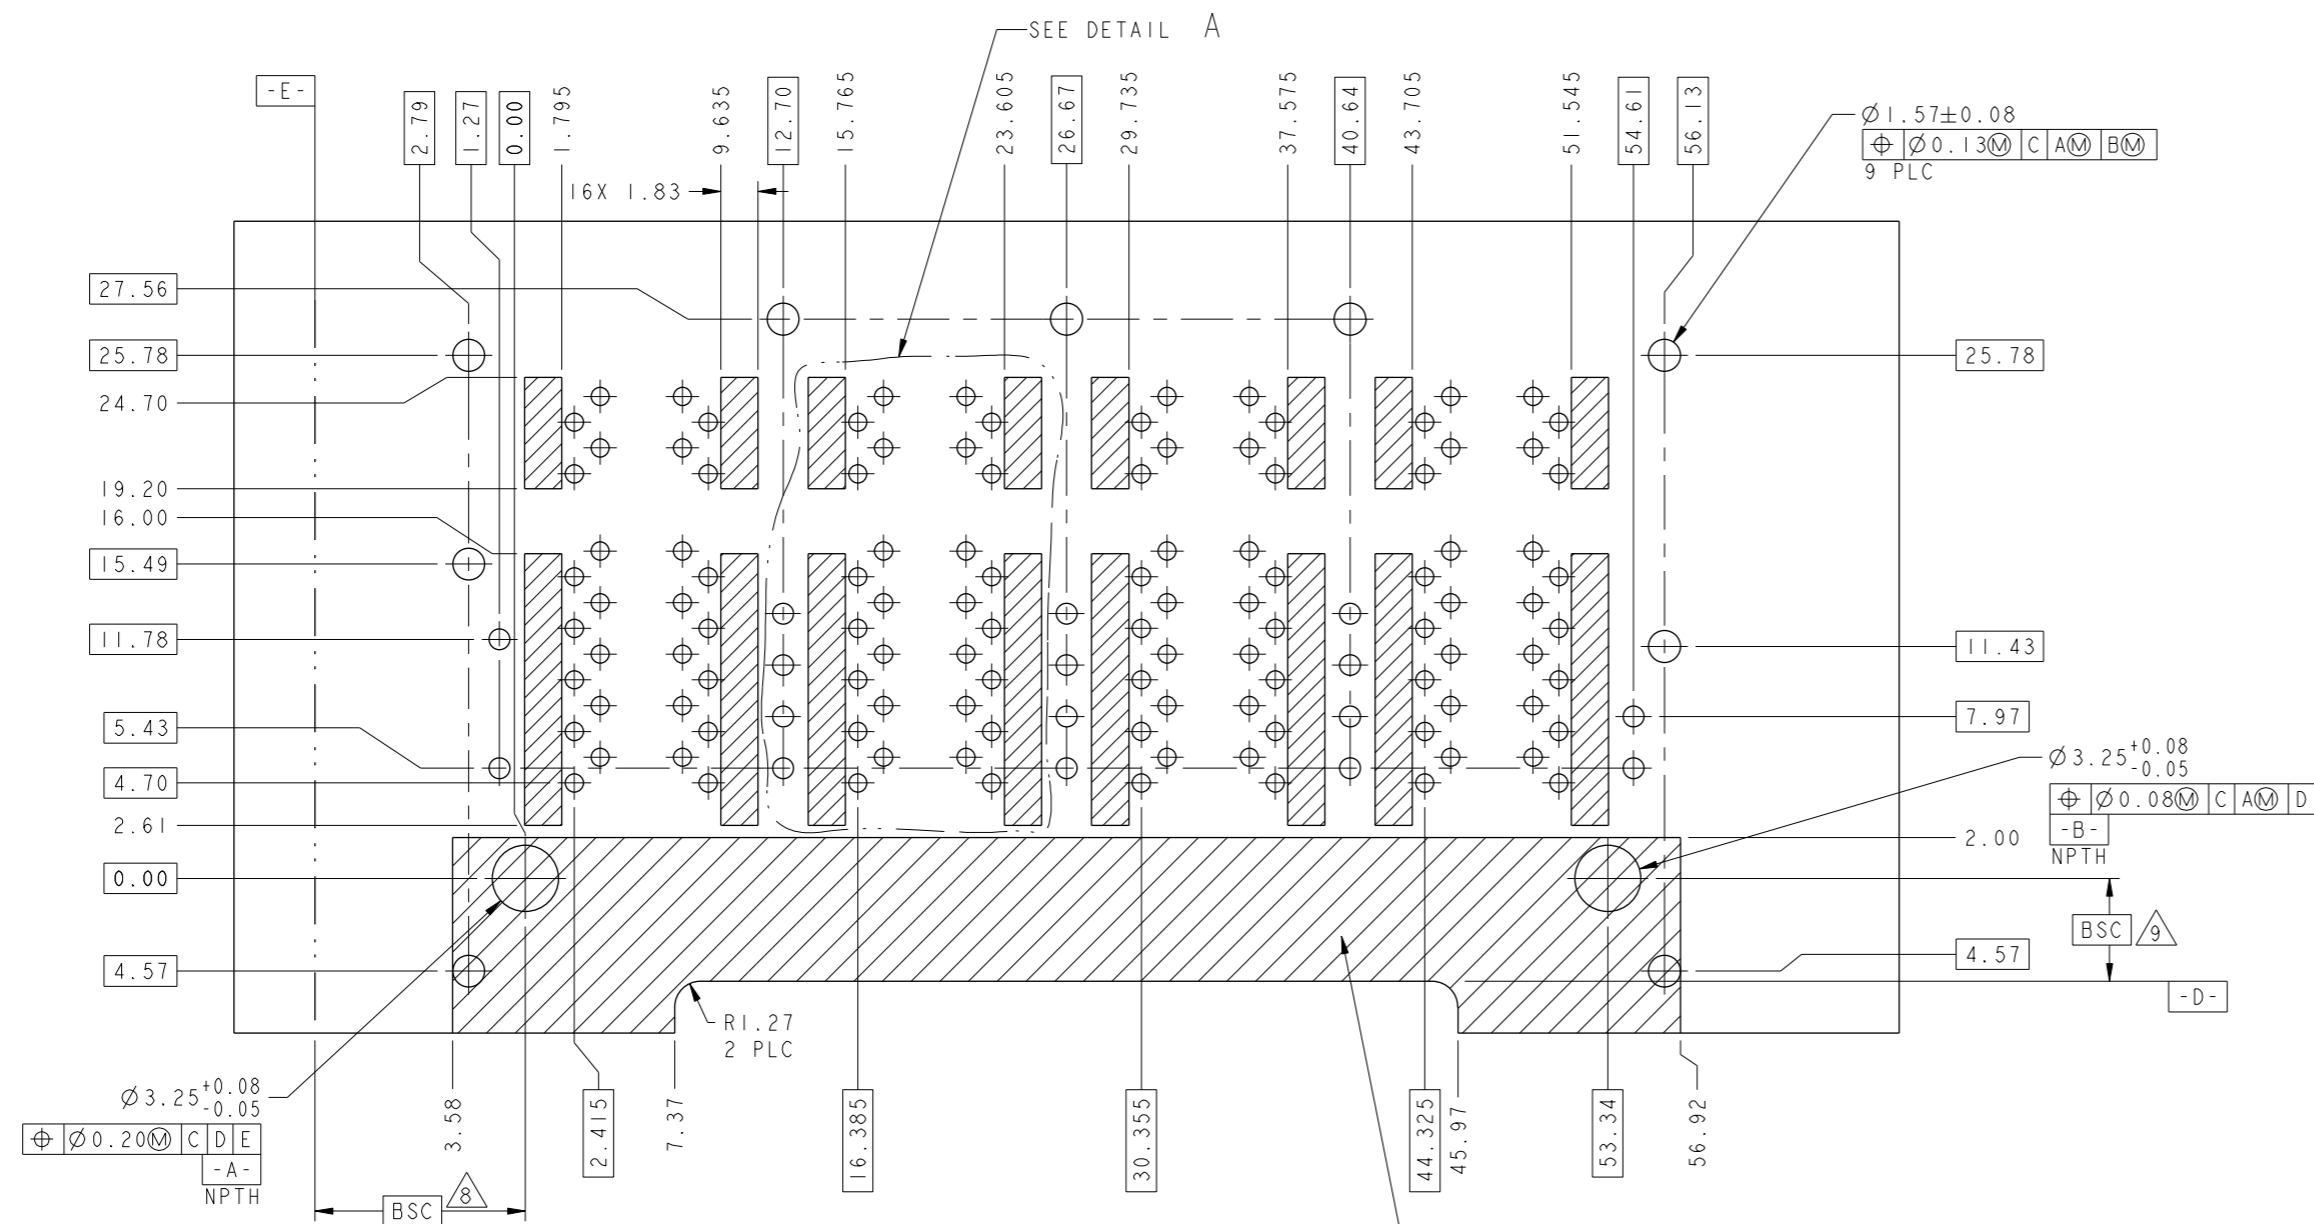 SEE DETAIL A
-E-
2.79
1.27
0.00
1.795
9.635
12.70
15.765
23.605
26.67
29.735
37.575
40.64
43.705
51.545
54.61
56.13
Ø1.57±0.08
⌖ Ø0.13Ⓜ C AⓂ BⓂ
9 PLC
16X 1.83
27.56
25.78
25.78
24.70
19.20
16.00
15.49
11.78
11.43
5.43
7.97
4.70
Ø3.25 +0.08
-0.05
⌖ Ø0.08Ⓜ C AⓂ D
-B-
NPTH
2.61
2.00
0.00
BSC 9
4.57
4.57
-D-
R1.27
2 PLC
Ø3.25 +0.08
-0.05
⌖ Ø0.20Ⓜ C D E
-A-
NPTH
3.58
2.415
7.37
16.385
30.355
44.325
45.97
53.34
56.92
BSC 8